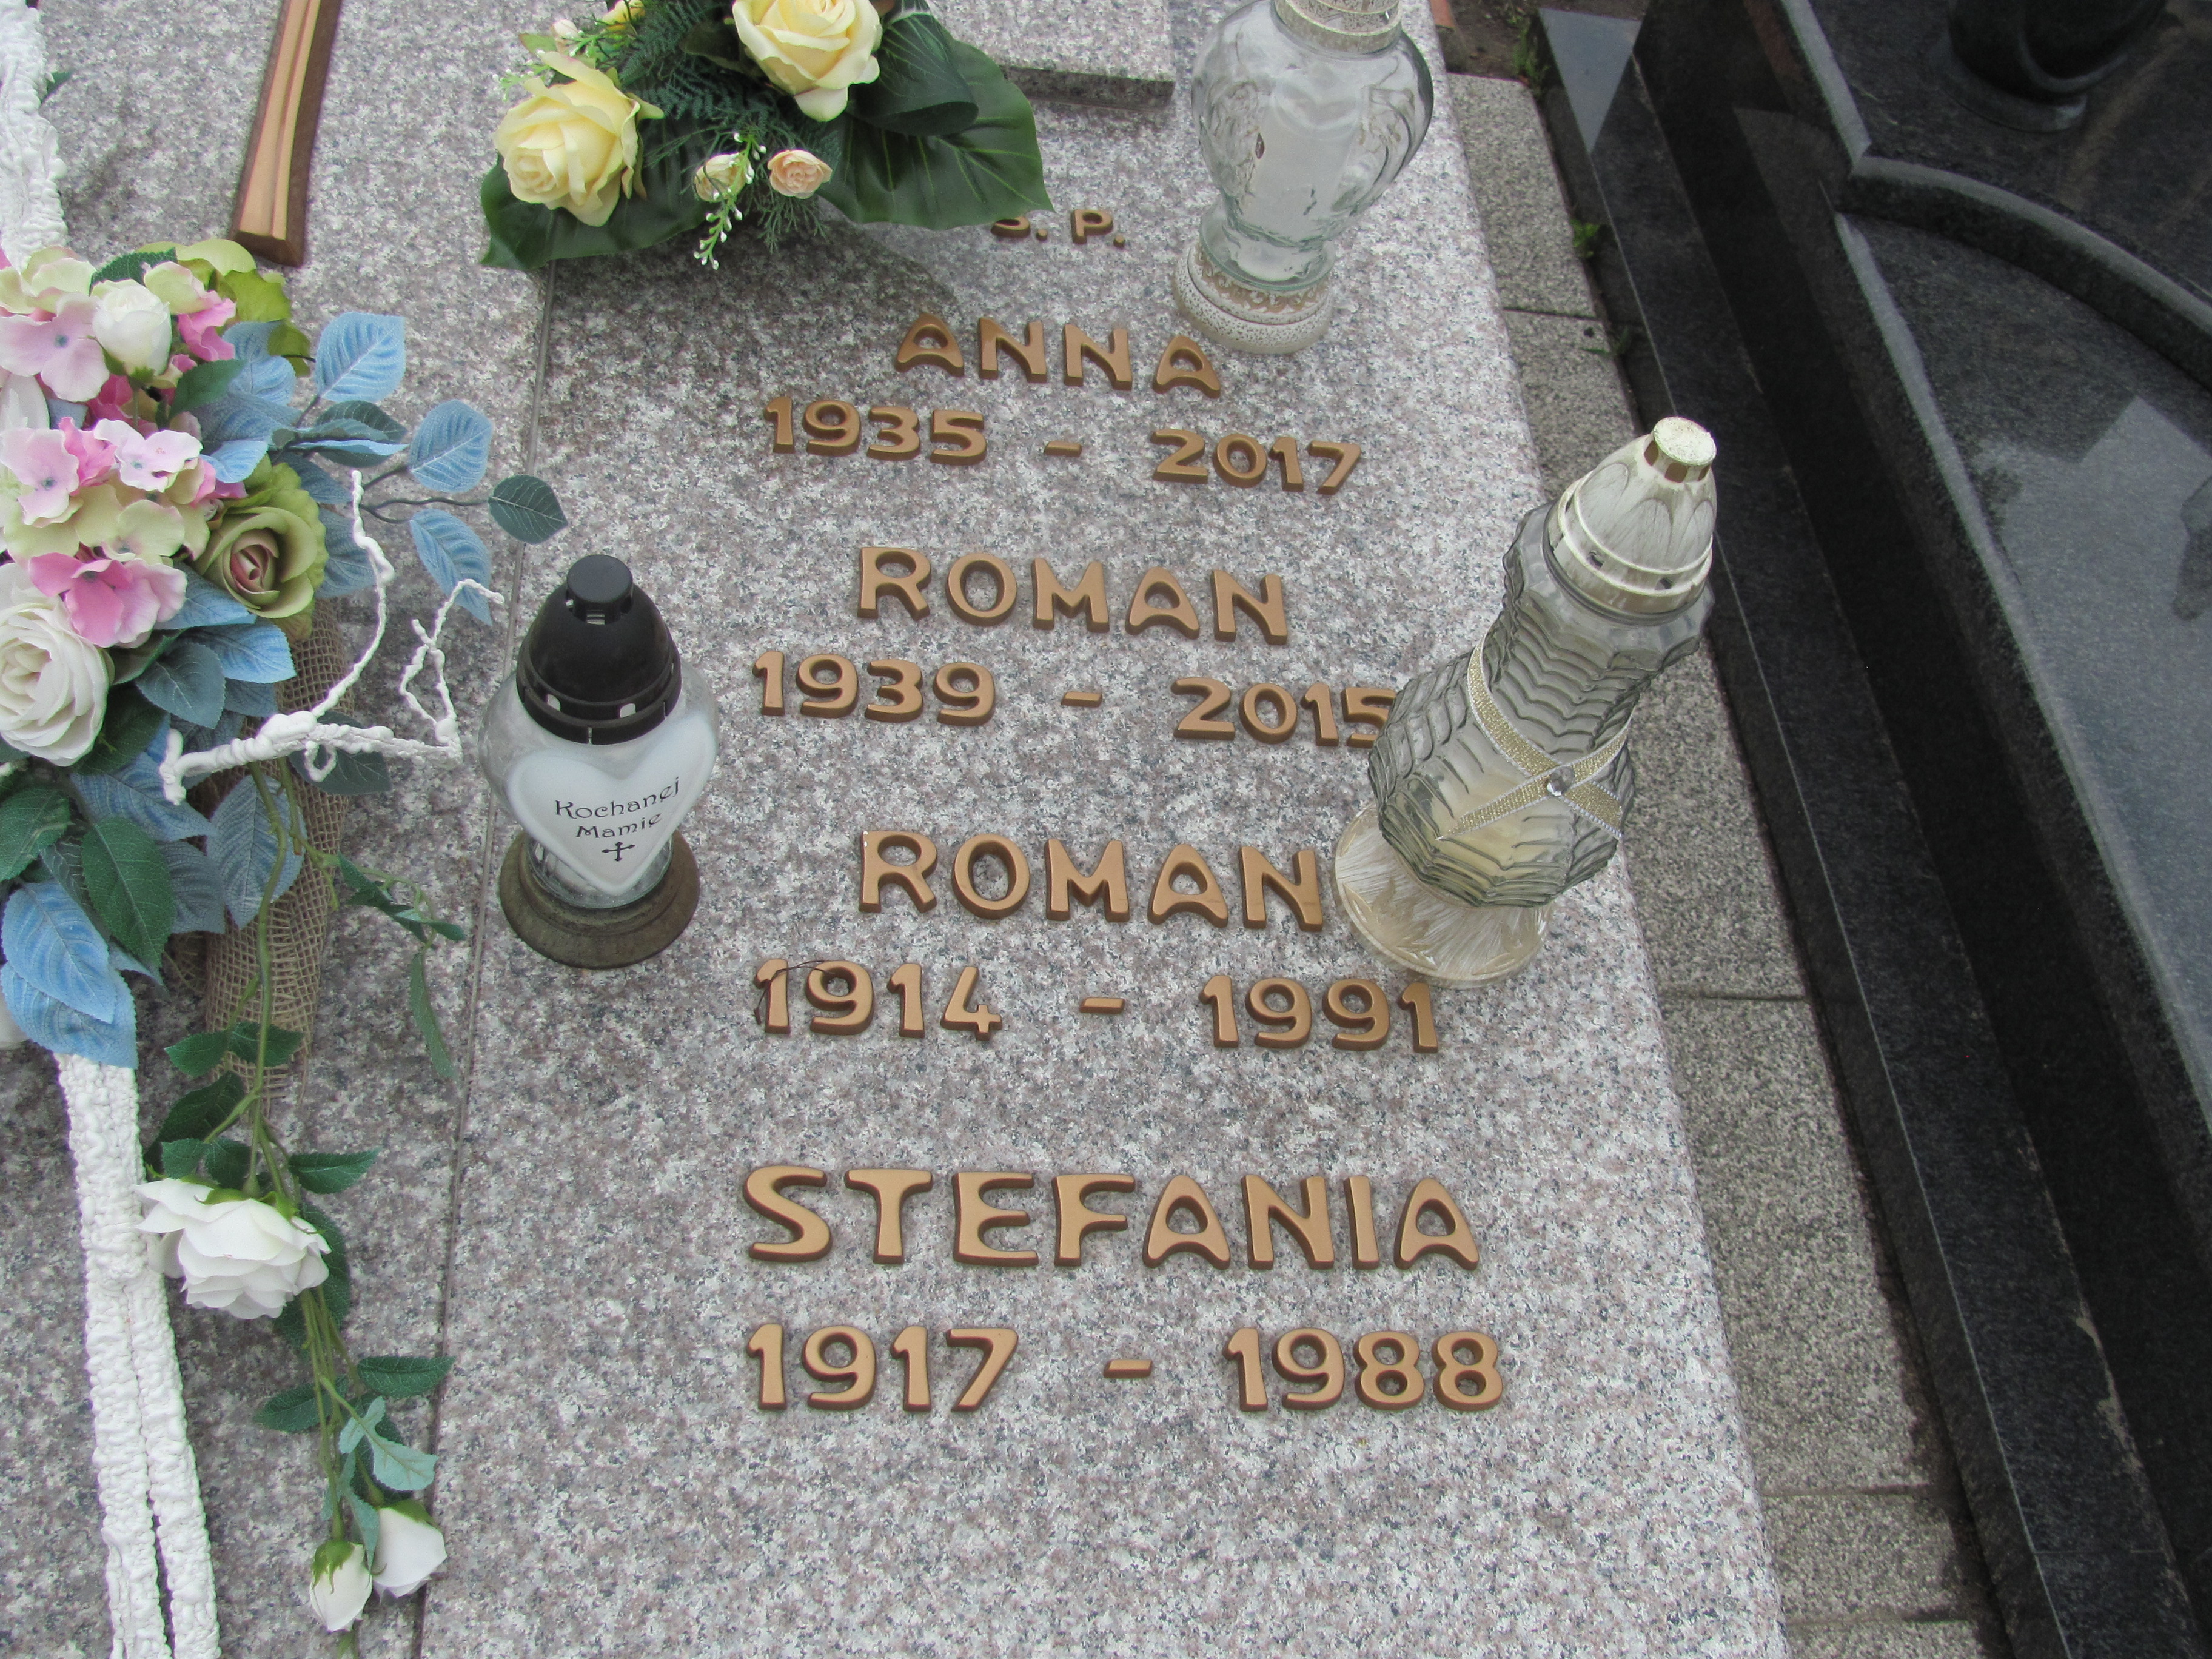 Ś. P.
ANNA
1935 - 2017
ROMAN
1939 - 2015
Kochanej
Mamie
ROMAN
1914 - 1991
STEFANIA
1917 - 1988